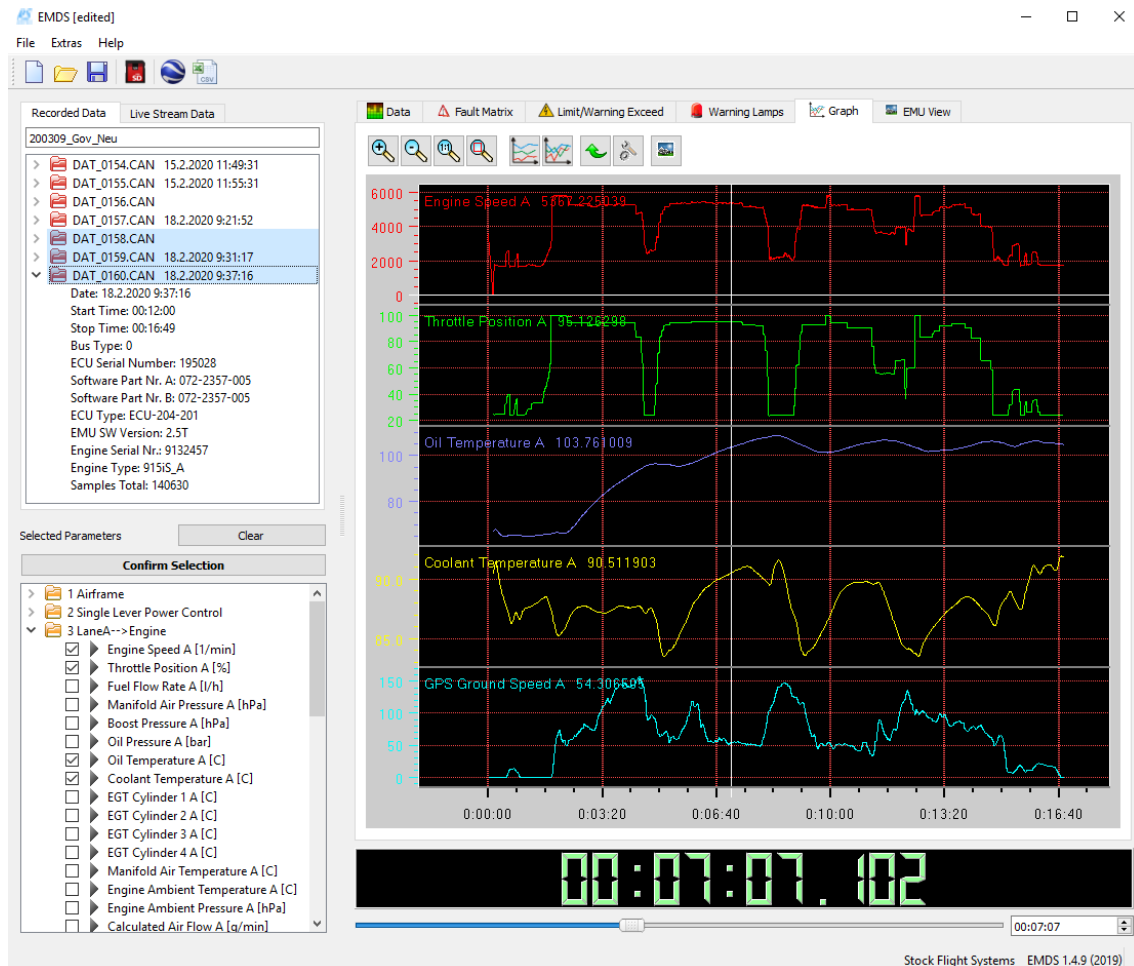 EMDS [edited]
File Extras Help
SD
CSV
Recorded Data Live Stream Data
200309_Gov_Neu
DAT_0154.CAN 15.2.2020 11:49:31
DAT_0155.CAN 15.2.2020 11:55:31
DAT_0156.CAN
DAT_0157.CAN 18.2.2020 9:21:52
DAT_0158.CAN
DAT_0159.CAN 18.2.2020 9:31:17
DAT_0160.CAN 18.2.2020 9:37:16
Date: 18.2.2020 9:37:16
Start Time: 00:12:00
Stop Time: 00:16:49
Bus Type: 0
ECU Serial Number: 195028
Software Part Nr. A: 072-2357-005
Software Part Nr. B: 072-2357-005
ECU Type: ECU-204-201
EMU SW Version: 2.5T
Engine Serial Nr.: 9132457
Engine Type: 915iS_A
Samples Total: 140630
Selected Parameters Clear
Confirm Selection
1 Airframe
2 Single Lever Power Control
3 LaneA-->Engine
Engine Speed A [1/min]
Throttle Position A [%]
Fuel Flow Rate A [l/h]
Manifold Air Pressure A [hPa]
Boost Pressure A [hPa]
Oil Pressure A [bar]
Oil Temperature A [C]
Coolant Temperature A [C]
EGT Cylinder 1 A [C]
EGT Cylinder 2 A [C]
EGT Cylinder 3 A [C]
EGT Cylinder 4 A [C]
Manifold Air Temperature A [C]
Engine Ambient Temperature A [C]
Engine Ambient Pressure A [hPa]
Calculated Air Flow A [g/min]
Data Fault Matrix Limit/Warning Exceed Warning Lamps Graph EMU View
6000
Engine Speed A 5367.225039
4000
2000
0
100
Throttle Position A 95.126298
80
60
40
20
Oil Temperature A 103.761009
100
80
Coolant Temperature A 90.511903
90.0
85.0
150
GPS Ground Speed A 54.306595
100
50
0
0:00:00 0:03:20 0:06:40 0:10:00 0:13:20 0:16:40
00:07:07.102
00:07:07
Stock Flight Systems EMDS 1.4.9 (2019)